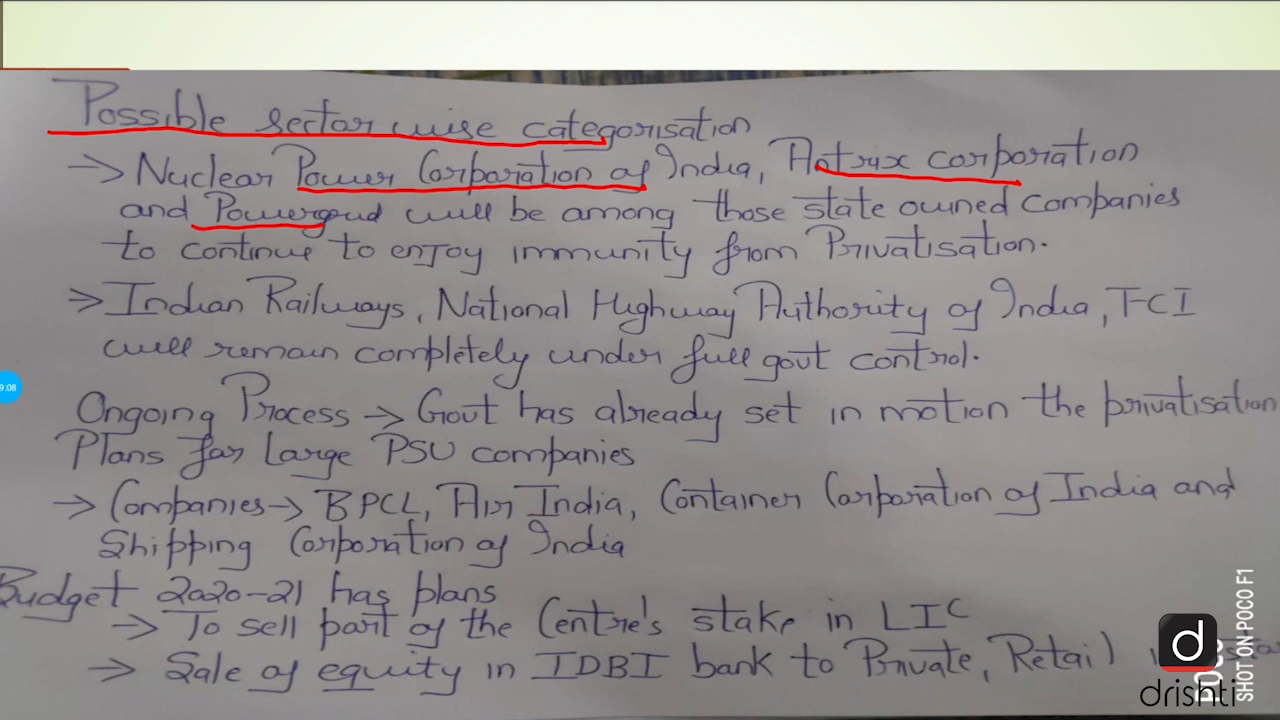 Possible sector wise categorisation
→ Nuclear Power Corporation of India, Antrix corporation
and Powergrid will be among those state owned companies
to continue to enjoy immunity from Privatisation.
→ Indian Railways, National Highway Authority of India, FCI
will remain completely under full govt control.
Ongoing Process → Govt has already set in motion the privatisation
Plans for Large PSU companies
→ Companies → BPCL, Air India, Container Corporation of India and
Shipping Corporation of India
Budget 2020-21 has plans
→ To sell part of the Centre's stake in LIC
→ Sale of equity in IDBI bank to Private, Retail
9:08
SHOT ON POCO F1
d
drishti